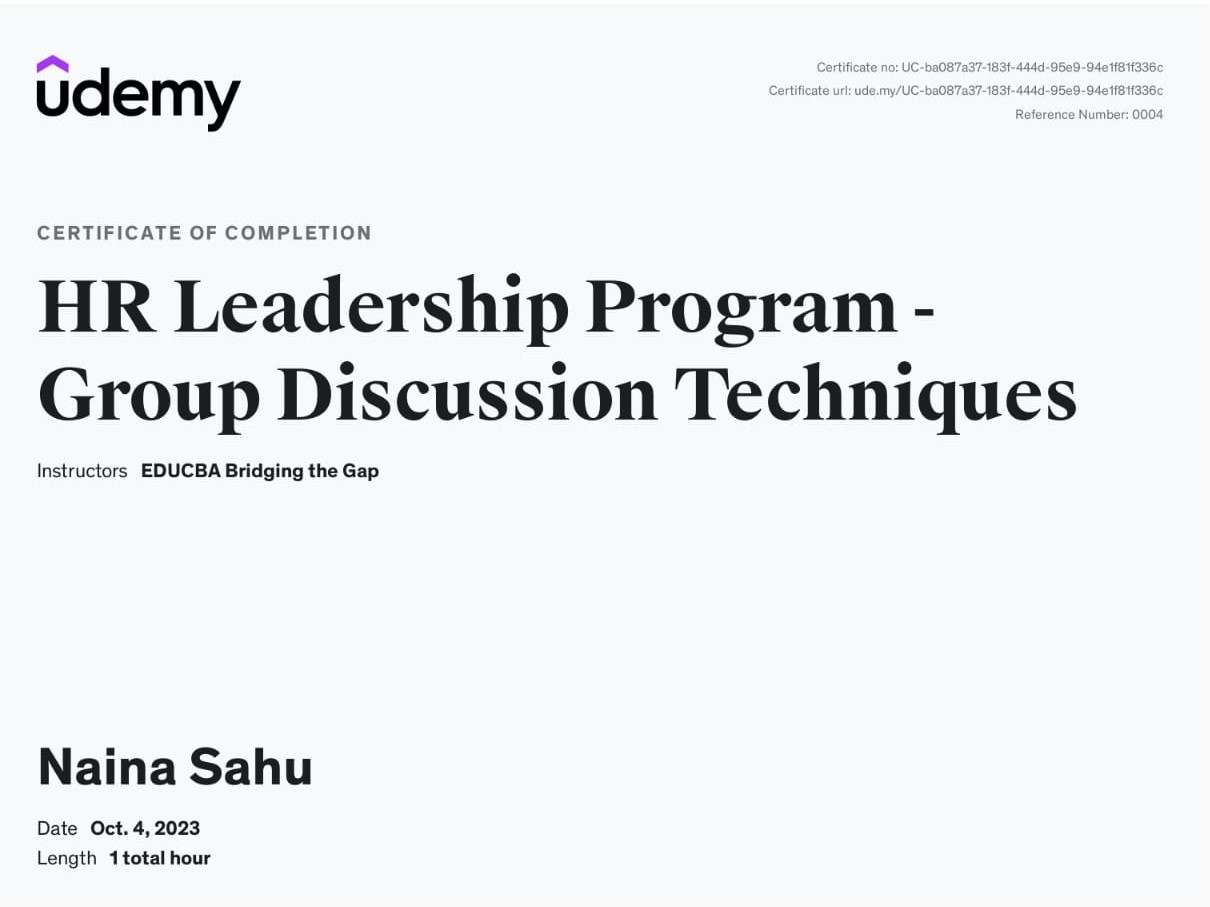 udemy
Certificate no: UC-ba087a37-183f-444d-95e9-94e1f81f336c
Certificate url: ude.my/UC-ba087a37-183f-444d-95e9-94e1f81f336c
Reference Number: 0004
CERTIFICATE OF COMPLETION
HR Leadership Program -
Group Discussion Techniques
Instructors EDUCBA Bridging the Gap
Naina Sahu
Date Oct. 4, 2023
Length 1 total hour